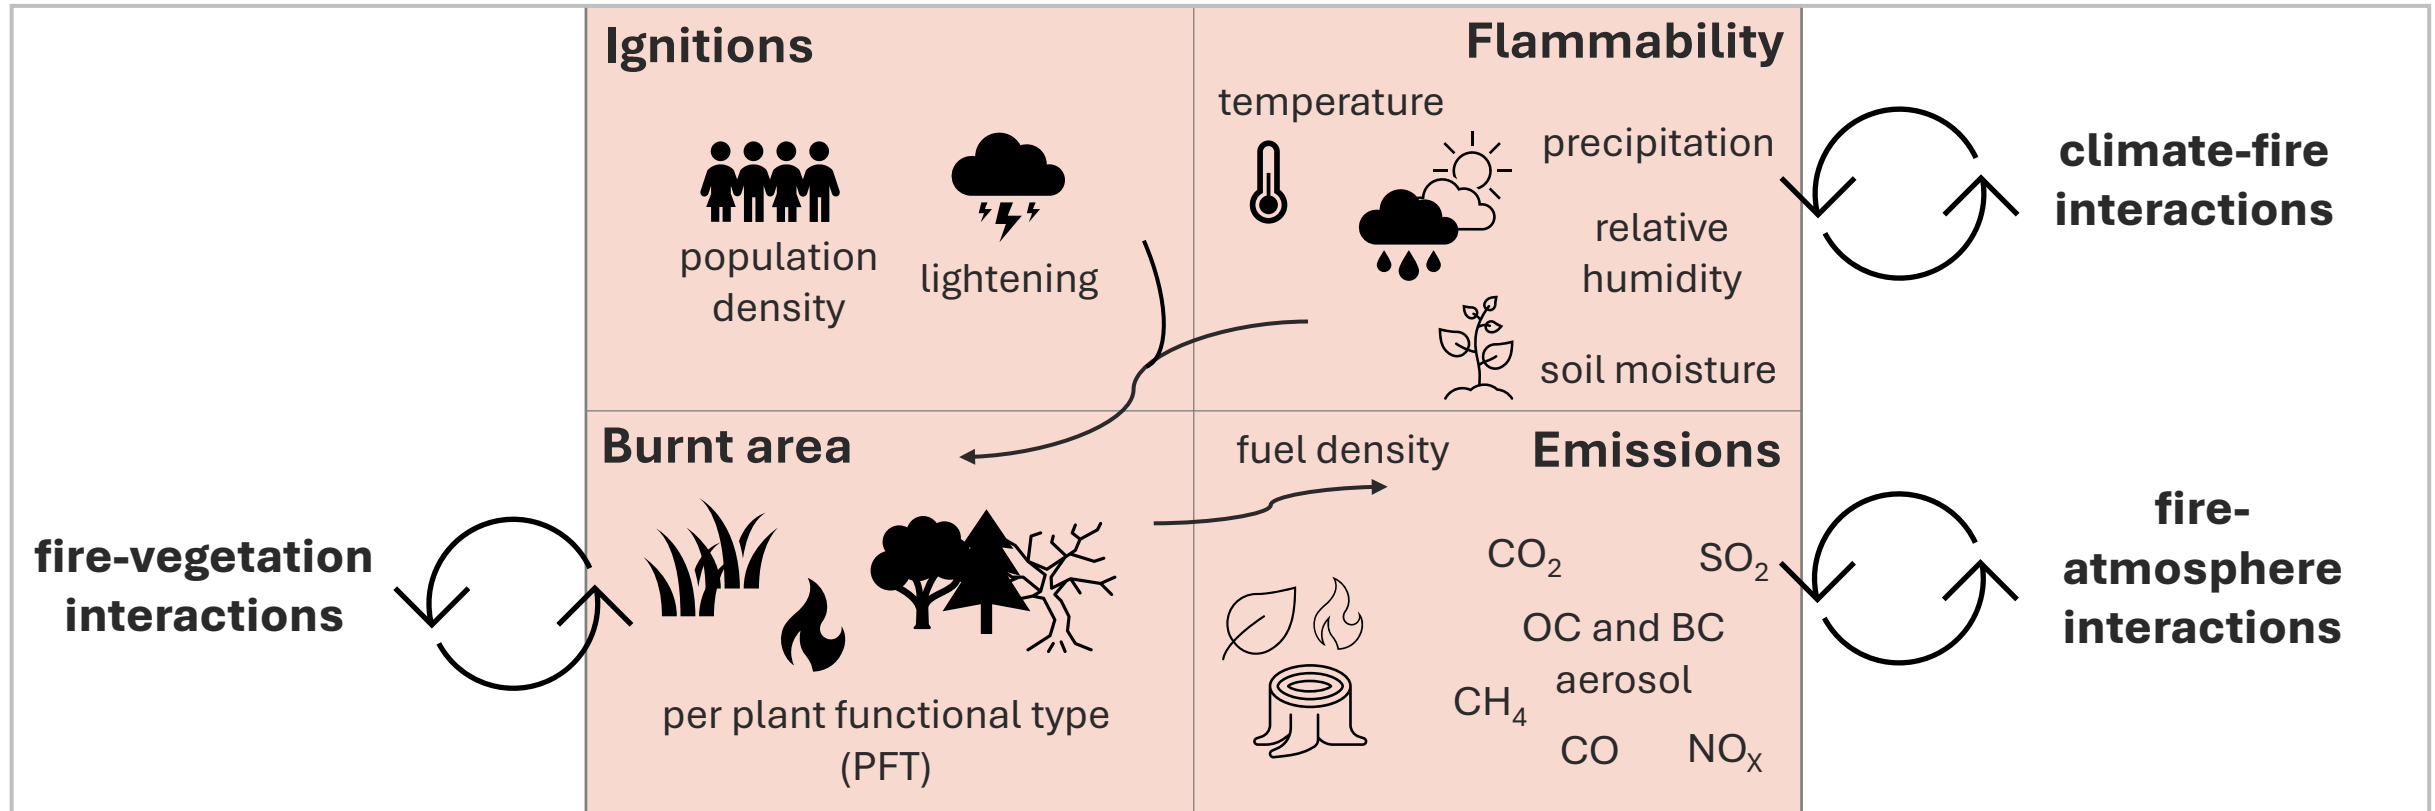 Ignitions
population
density
lightening
Flammability
temperature
precipitation
relative
humidity
soil moisture
climate-fire
interactions
Burnt area
per plant functional type
(PFT)
fire-vegetation
interactions
fuel density
Emissions
CO₂
SO₂
OC and BC
aerosol
CH₄
CO
NOₓ
fire-
atmosphere
interactions